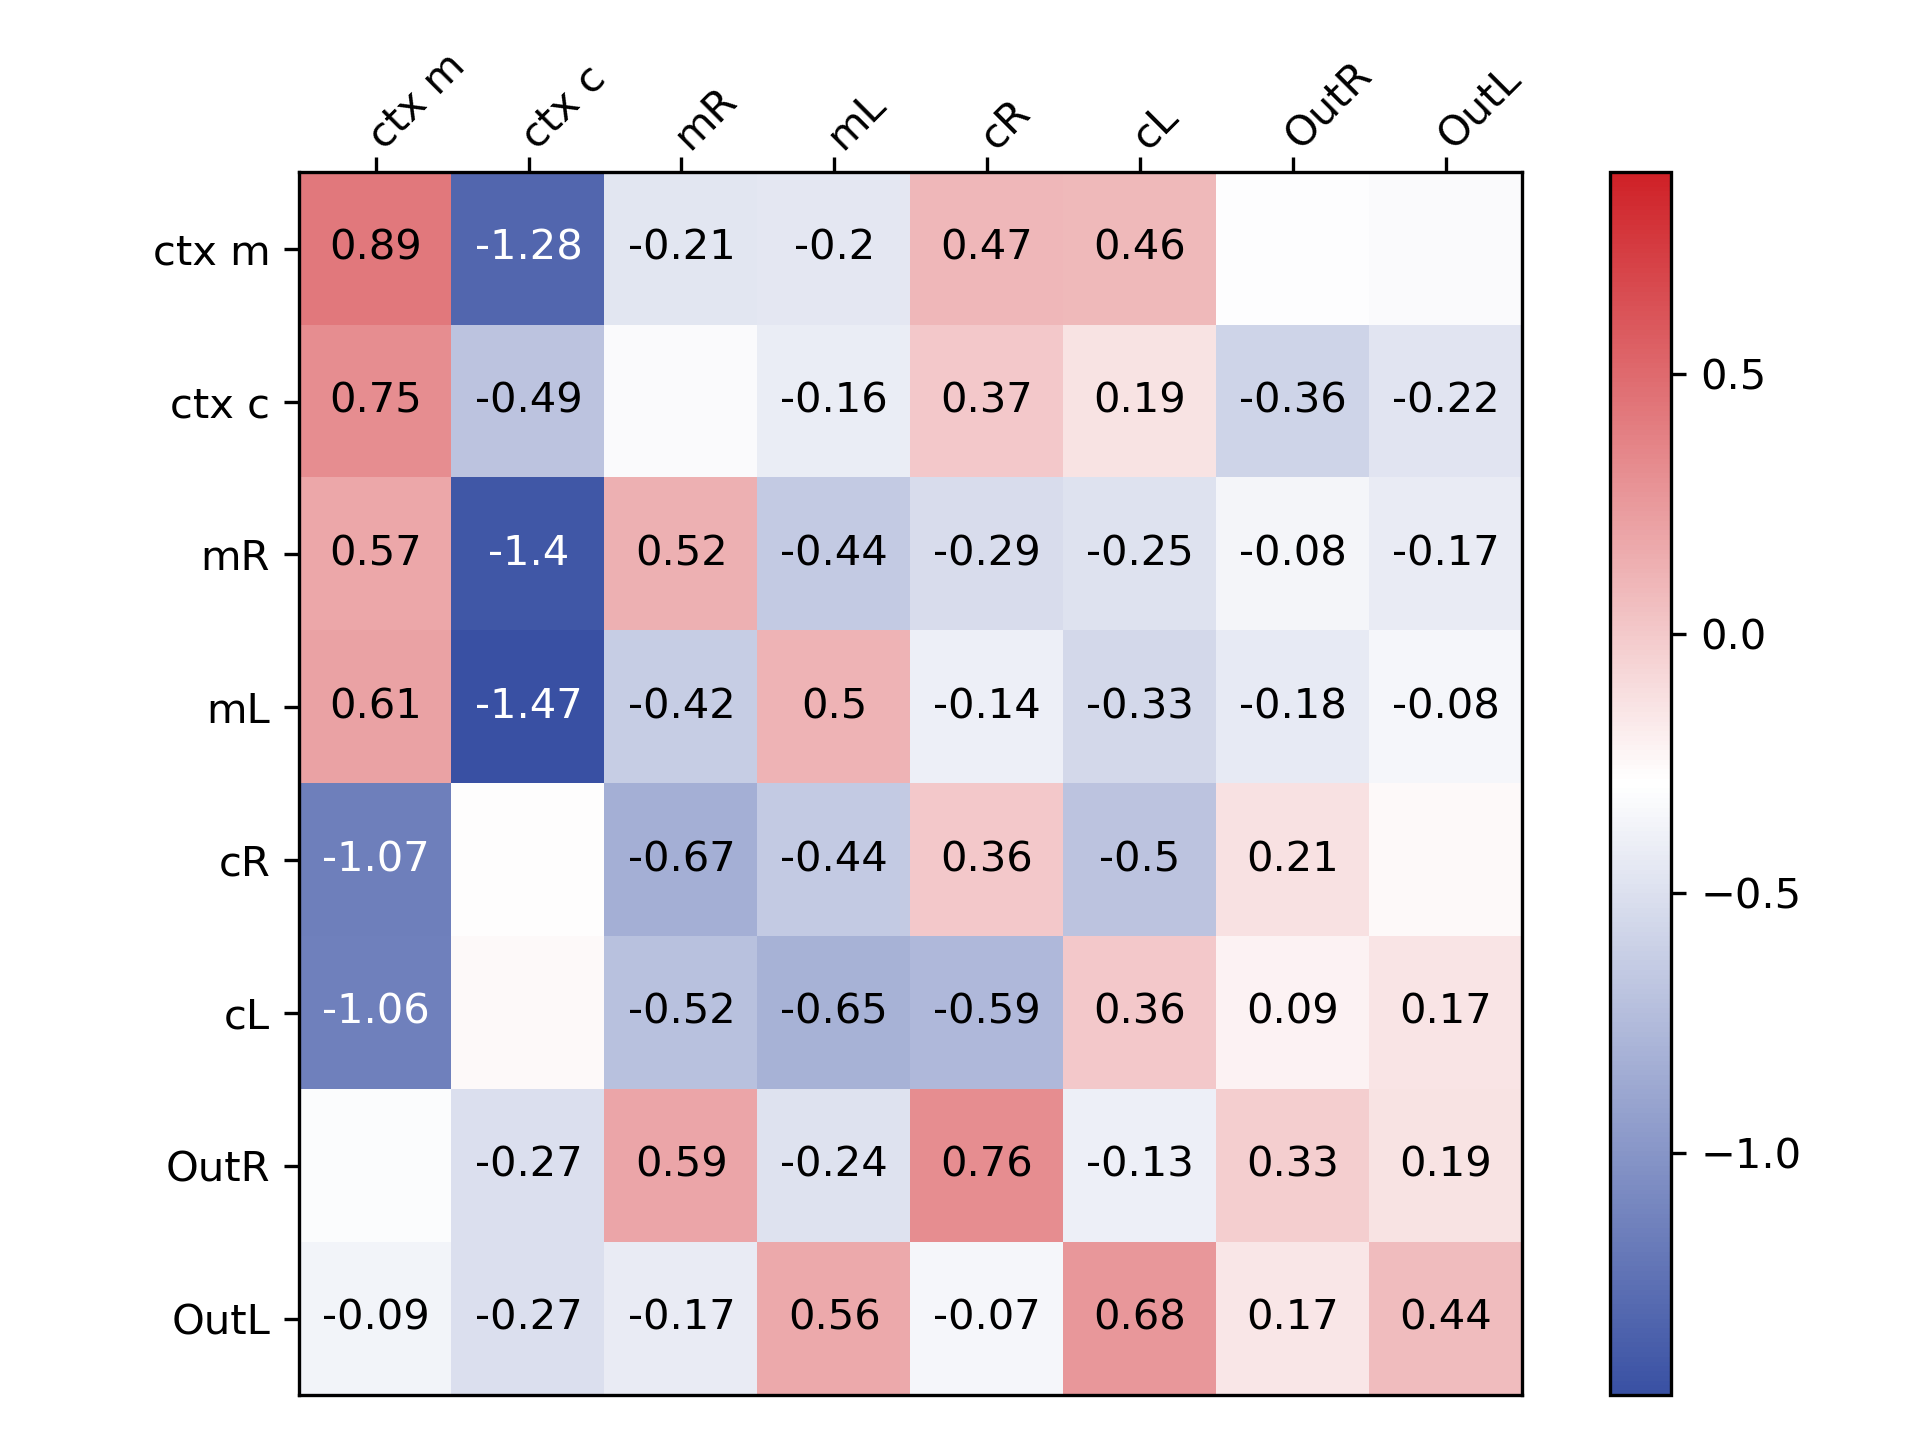 ctx m ctx c mR mL cR cL OutR OutL
ctx m 0.89 -1.28 -0.21 -0.2 0.47 0.46
ctx c 0.75 -0.49 -0.16 0.37 0.19 -0.36 -0.22
mR 0.57 -1.4 0.52 -0.44 -0.29 -0.25 -0.08 -0.17
mL 0.61 -1.47 -0.42 0.5 -0.14 -0.33 -0.18 -0.08
cR -1.07 -0.67 -0.44 0.36 -0.5 0.21
cL -1.06 -0.52 -0.65 -0.59 0.36 0.09 0.17
OutR -0.27 0.59 -0.24 0.76 -0.13 0.33 0.19
OutL -0.09 -0.27 -0.17 0.56 -0.07 0.68 0.17 0.44
0.5
0.0
−0.5
−1.0